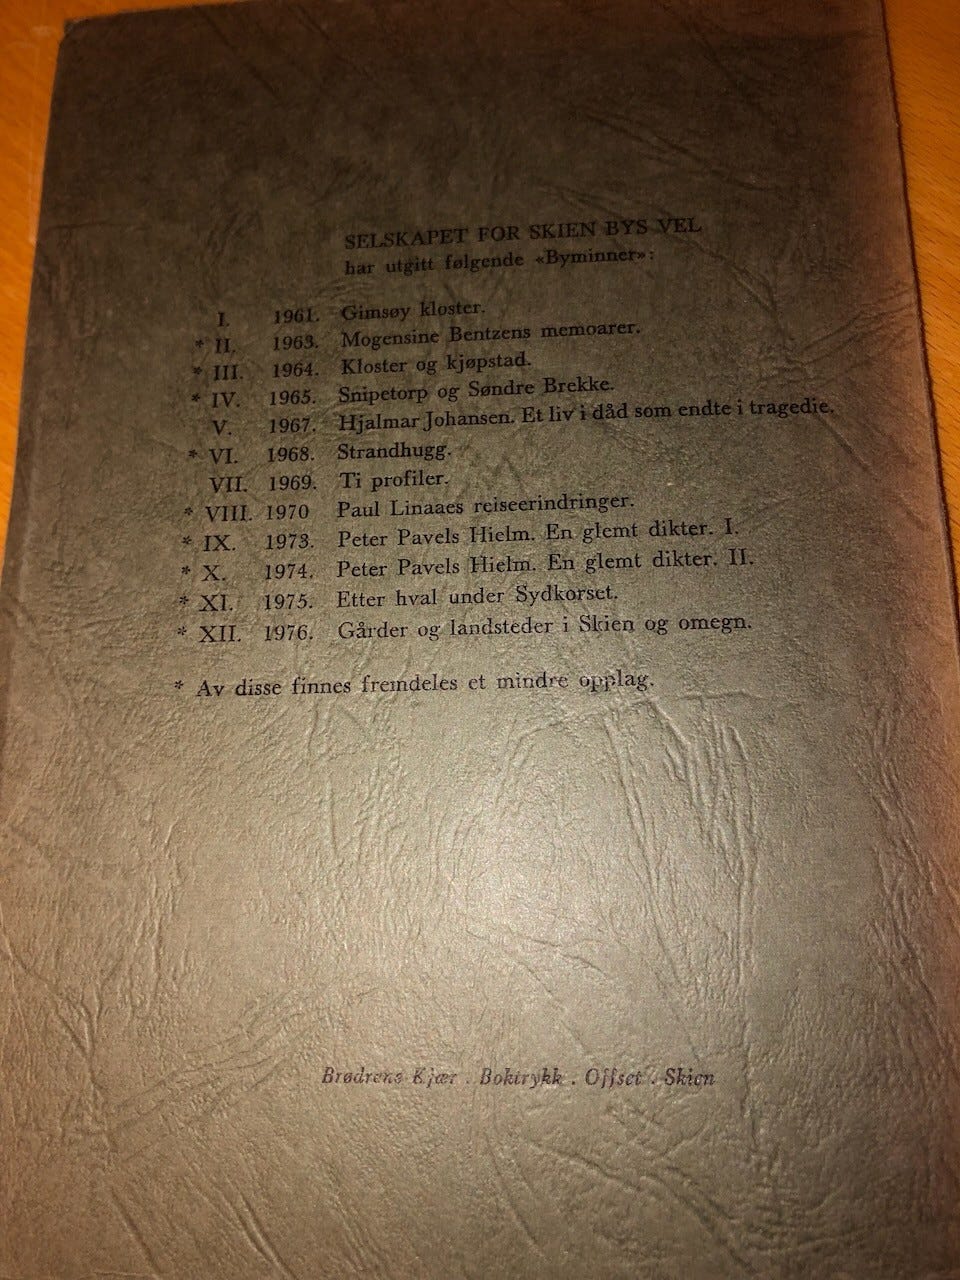 SELSKAPET FOR SKIEN BYS VEL
har utgitt følgende «Byminner»:
I. 1961. Gimsøy kloster.
* II. 1963. Mogensine Bentzens memoarer.
* III. 1964. Kloster og kjøpstad.
* IV. 1965. Snipetorp og Søndre Brekke.
V. 1967. Hjalmar Johansen. Et liv i dåd som endte i tragedie.
* VI. 1968. Strandhugg.
VII. 1969. Ti profiler.
* VIII. 1970 Paul Linaaes reiseerindringer.
* IX. 1973. Peter Pavels Hielm. En glemt dikter. I.
* X. 1974. Peter Pavels Hielm. En glemt dikter. II.
* XI. 1975. Etter hval under Sydkorset.
* XII. 1976. Gårder og landsteder i Skien og omegn.
* Av disse finnes fremdeles et mindre opplag.
Brødrene Kjær . Boktrykk . Offset . Skien